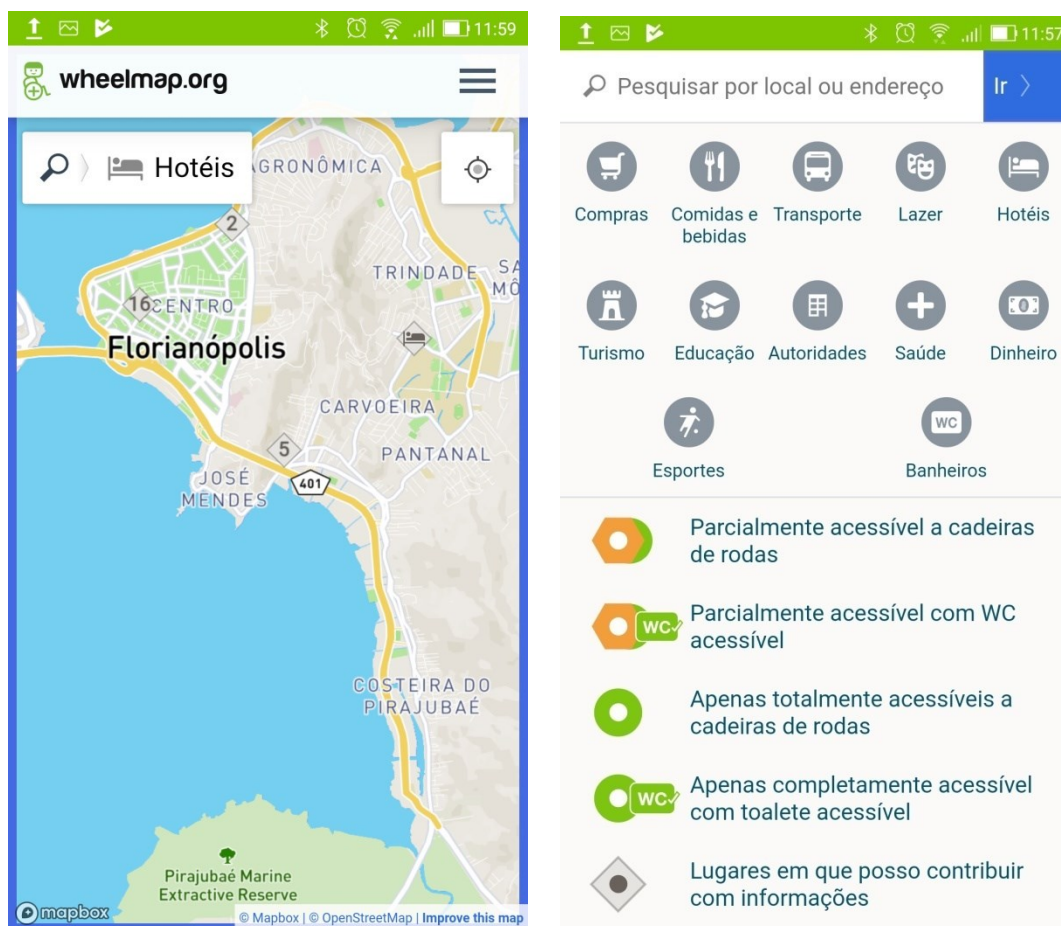 11:59
wheelmap.org
Hotéis
AGRONÔMICA
2
TRINDADE
16
CENTRO
Florianópolis
CARVOEIRA
5
PANTANAL
JOSÉ
MENDES
401
COSTEIRA DO
PIRAJUBAÉ
Pirajubaé Marine
Extractive Reserve
mapbox
© Mapbox | © OpenStreetMap | Improve this map
11:57
Pesquisar por local ou endereço
Ir
Compras
Comidas e
bebidas
Transporte
Lazer
Hotéis
Turismo
Educação
Autoridades
Saúde
Dinheiro
WC
Esportes
Banheiros
Parcialmente acessível a cadeiras
de rodas
WC
Parcialmente acessível com WC
acessível
Apenas totalmente acessíveis a
cadeiras de rodas
WC
Apenas completamente acessível
com toalete acessível
Lugares em que posso contribuir
com informações